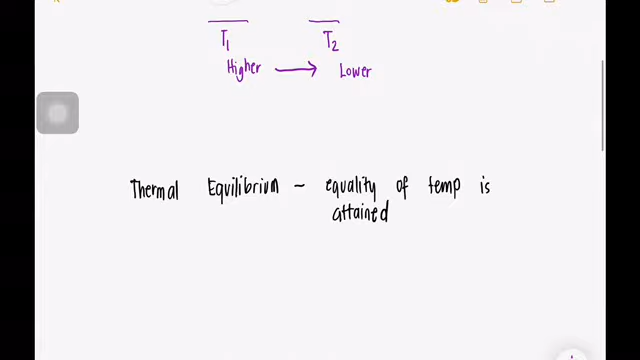 T₁ T₂
Higher → Lower
Thermal Equilibrium ~ equality of temp is
attained